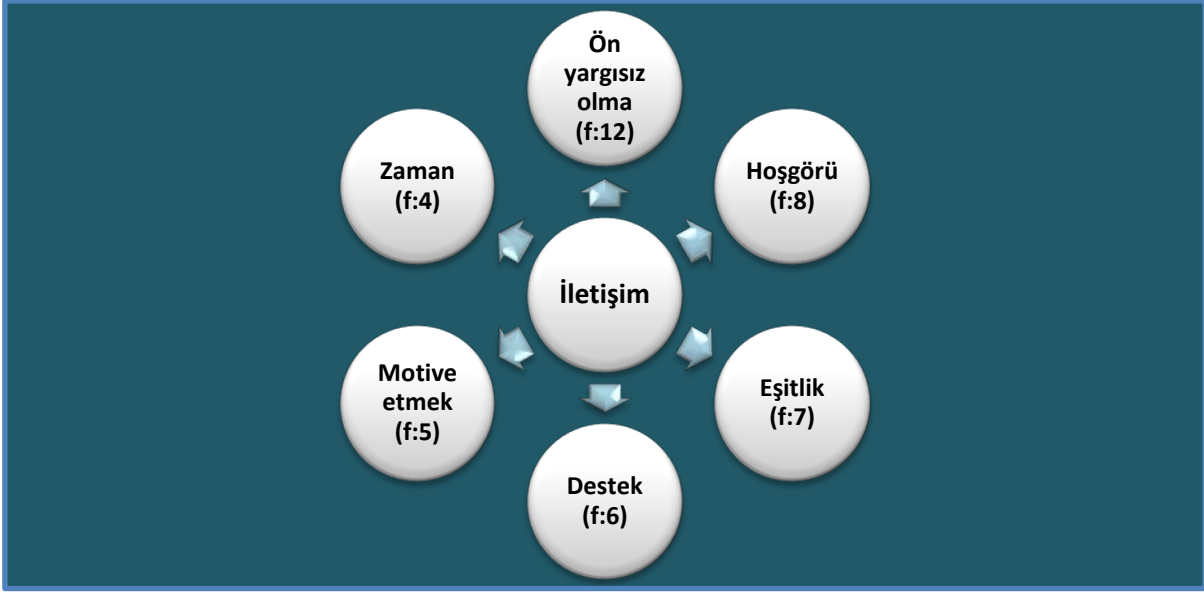 Ön
yargısız
olma
(f:12)
Hoşgörü
(f:8)
Eşitlik
(f:7)
Destek
(f:6)
Motive
etmek
(f:5)
Zaman
(f:4)
İletişim